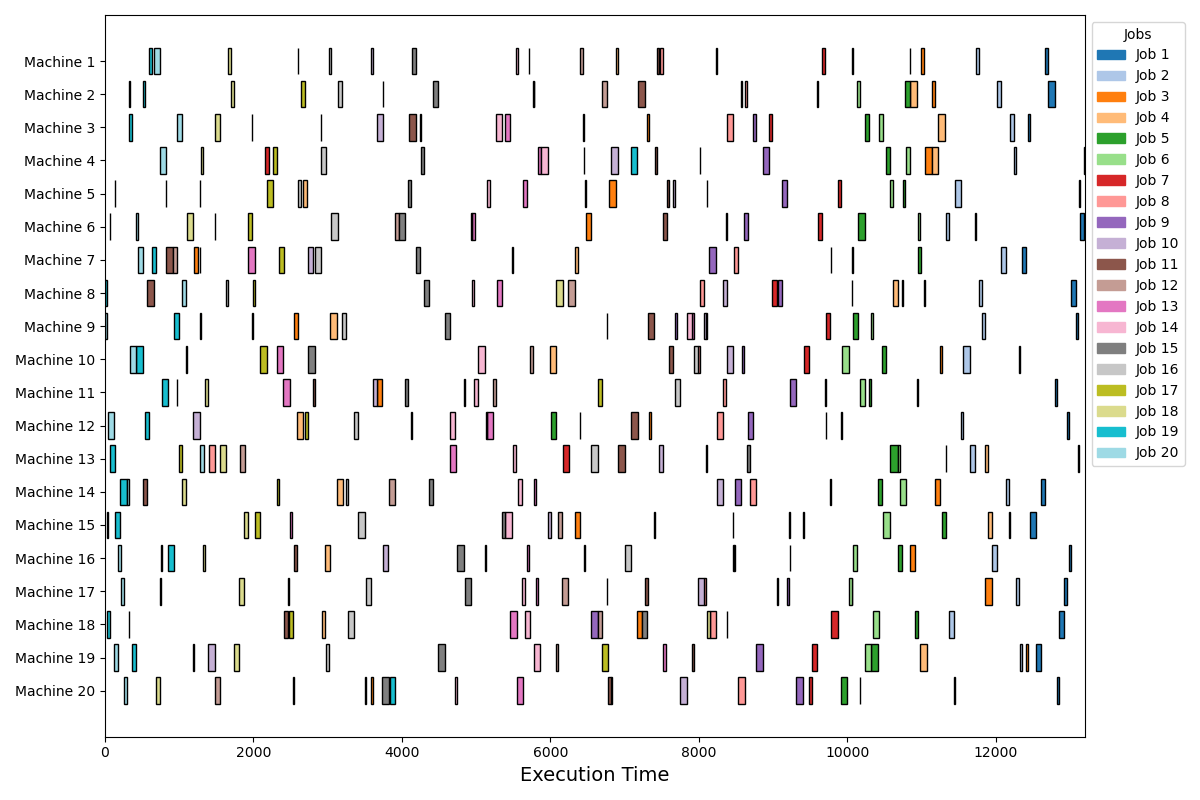 Machine 1
Machine 2
Machine 3
Machine 4
Machine 5
Machine 6
Machine 7
Machine 8
Machine 9
Machine 10
Machine 11
Machine 12
Machine 13
Machine 14
Machine 15
Machine 16
Machine 17
Machine 18
Machine 19
Machine 20
0 2000 4000 6000 8000 10000 12000
Execution Time
Jobs
Job 1
Job 2
Job 3
Job 4
Job 5
Job 6
Job 7
Job 8
Job 9
Job 10
Job 11
Job 12
Job 13
Job 14
Job 15
Job 16
Job 17
Job 18
Job 19
Job 20